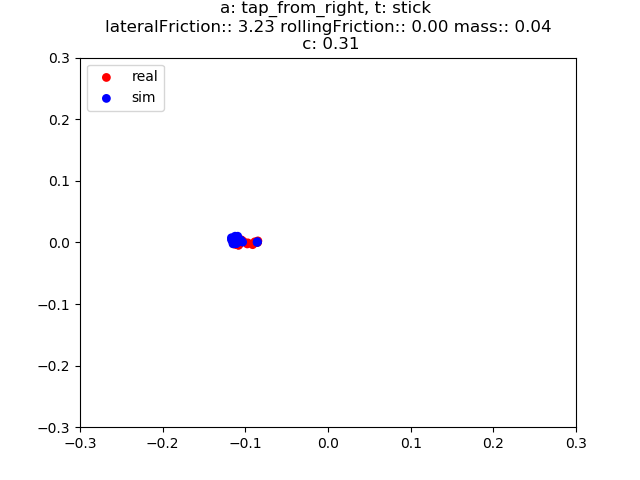 a: tap_from_right, t: stick
lateralFriction:: 3.23 rollingFriction:: 0.00 mass:: 0.04
c: 0.31
real
sim
0.3
0.2
0.1
0.0
−0.1
−0.2
−0.3
−0.3 −0.2 −0.1 0.0 0.1 0.2 0.3